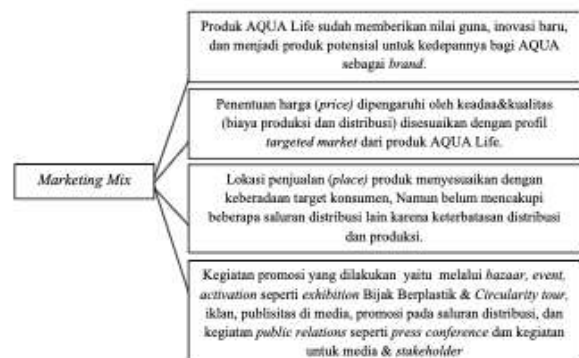 Produk AQUA Life sudah memberikan nilai guna, inovasi baru,
dan menjadi produk potensial untuk kedepannya bagi AQUA
sebagai brand.
Penentuan harga (price) dipengaruhi oleh keadaa&kualitas
(biaya produksi dan distribusi) disesuaikan dengan profil
targeted market dari produk AQUA Life.
Marketing Mix
Lokasi penjualan (place) produk menyesuaikan dengan
keberadaan target konsumen, Namun belum mencakupi
beberapa saluran distribusi lain karena keterbatasan distribusi
dan produksi.
Kegiatan promosi yang dilakukan yaitu melalui bazaar, event,
activation seperti exhibition Bijak Berplastik & Circularity tour,
iklan, publisitas di media, promosi pada saluran distribusi, dan
kegiatan public relations seperti press conference dan kegiatan
untuk media & stakeholder